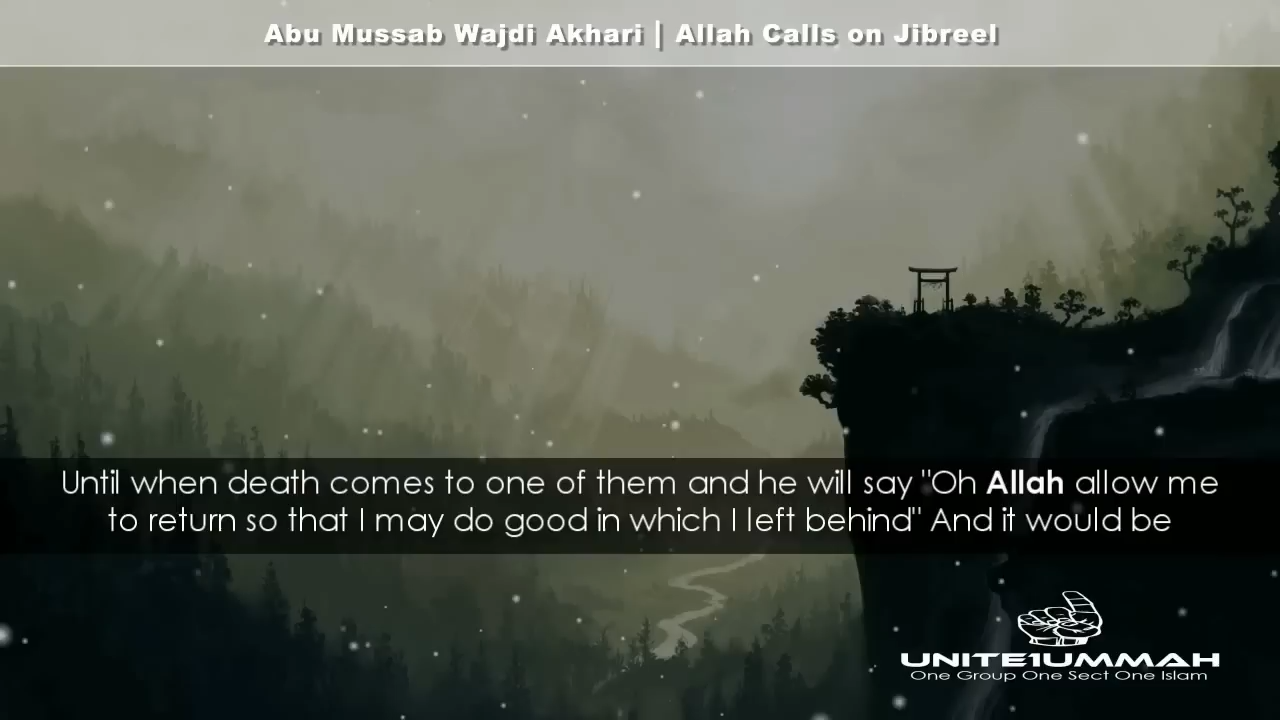 Abu Mussab Wajdi Akhari | Allah Calls on Jibreel
Until when death comes to one of them and he will say "Oh Allah allow me
to return so that I may do good in which I left behind" And it would be
UNITE1UMMAH
One Group One Sect One Islam